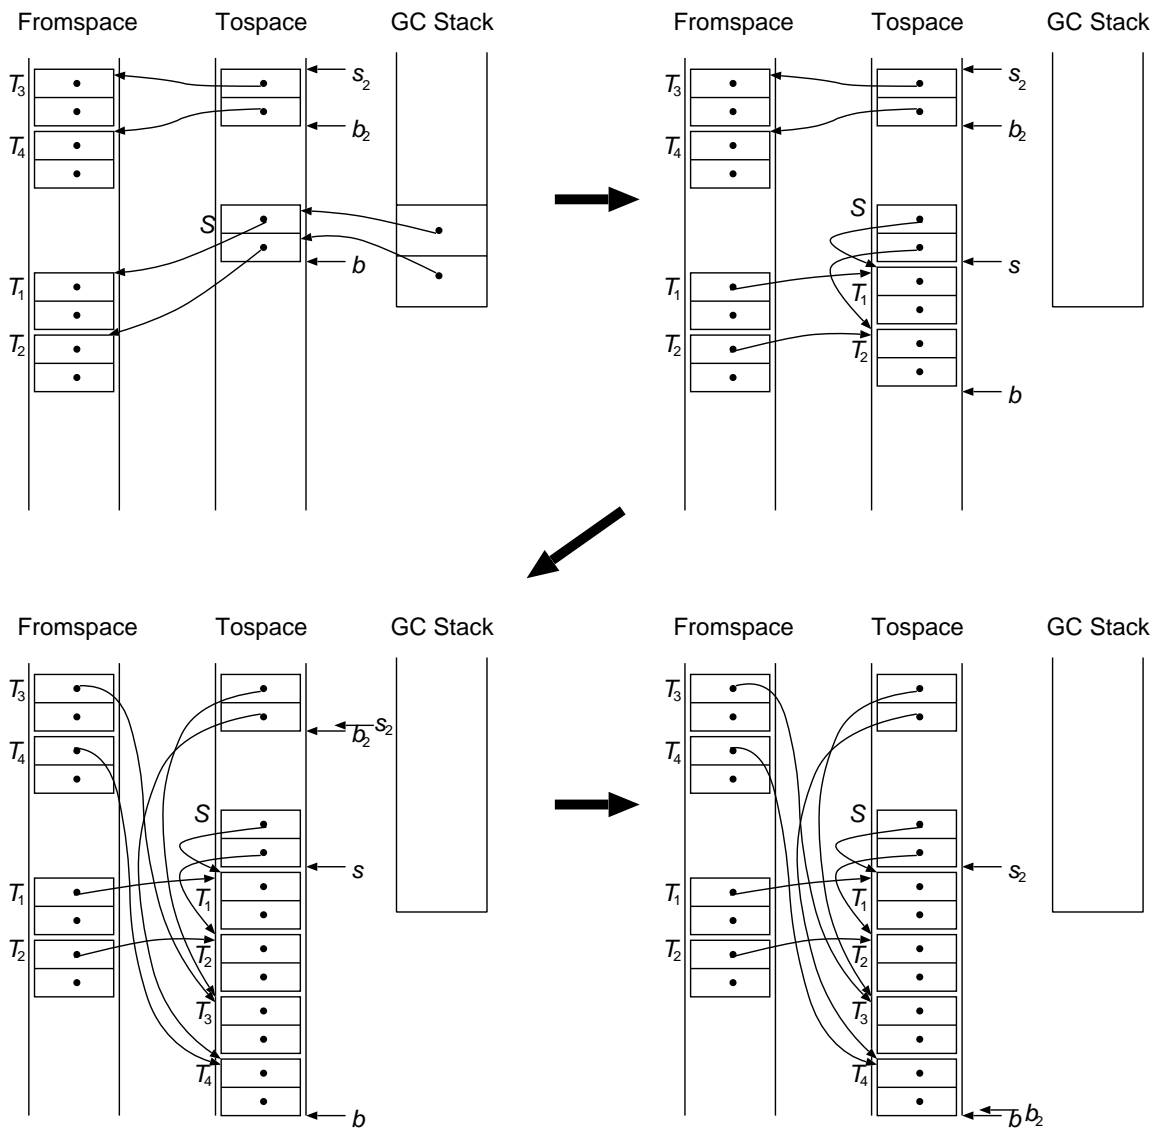 Fromspace Tospace GC Stack
T3 s2
b2
T4
S
b
T1
T2
Fromspace Tospace GC Stack
T3 s2
b2
T4
S
s
T1 T1
T2 T2
b
Fromspace Tospace GC Stack
T3
s2
b2
T4
S
s
T1 T1
T2 T2
T3
T4
b
Fromspace Tospace GC Stack
T3
T4
S
s2
T1 T1
T2 T2
T3
T4
b b2